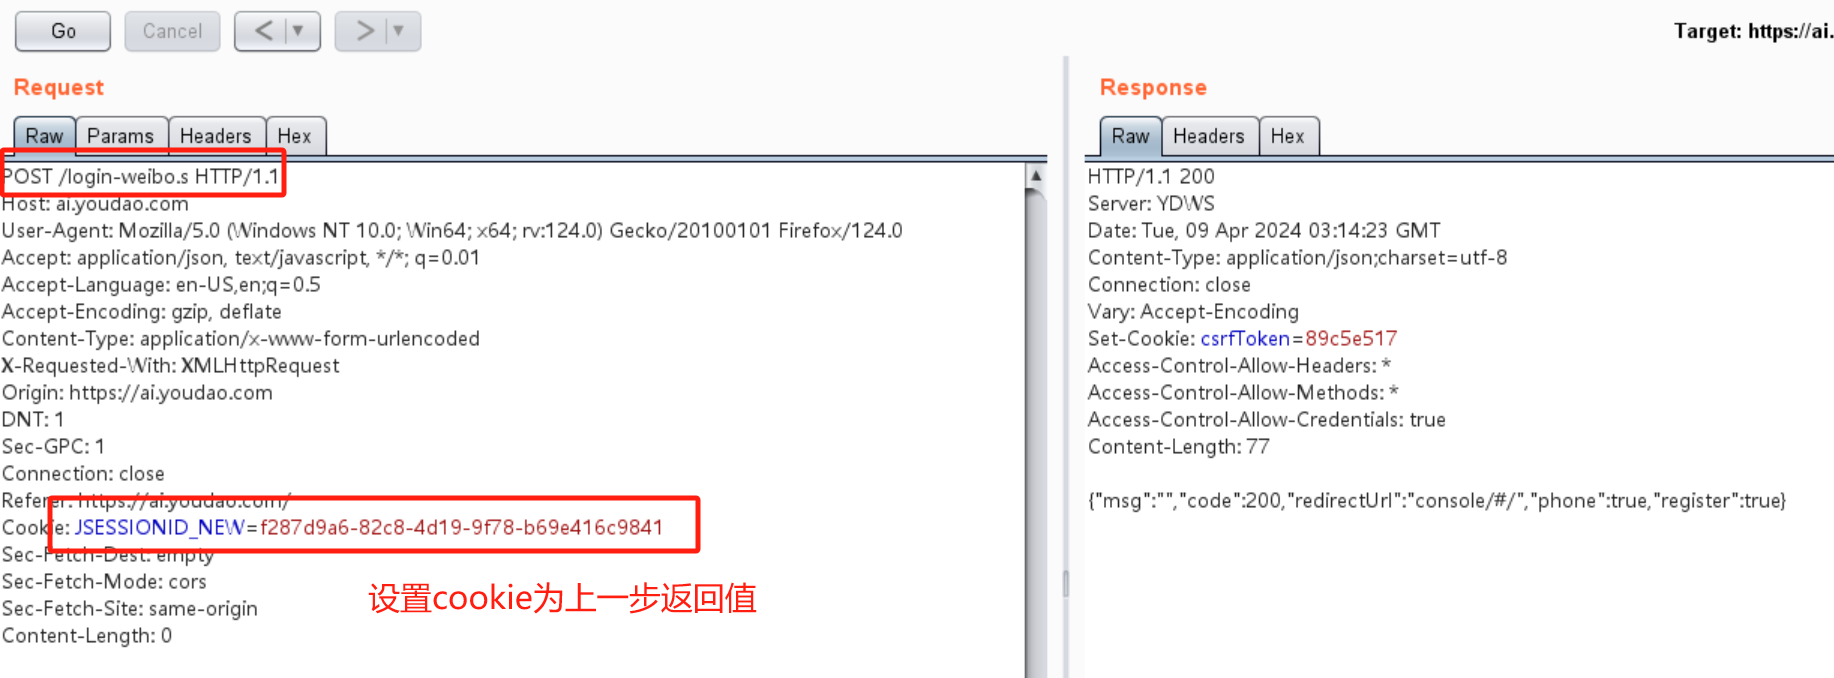 Go
Cancel
<
>
Target: https://ai.
Request
Response
Raw Params Headers Hex
Raw Headers Hex
POST /login-weibo.s HTTP/1.1
Host: ai.youdao.com
User-Agent: Mozilla/5.0 (Windows NT 10.0; Win64; x64; rv:124.0) Gecko/20100101 Firefox/124.0
Accept: application/json, text/javascript, */*; q=0.01
Accept-Language: en-US,en;q=0.5
Accept-Encoding: gzip, deflate
Content-Type: application/x-www-form-urlencoded
X-Requested-With: XMLHttpRequest
Origin: https://ai.youdao.com
DNT: 1
Sec-GPC: 1
Connection: close
Referer: https://ai.youdao.com/
Cookie: JSESSIONID_NEW=f287d9a6-82c8-4d19-9f78-b69e416c9841
Sec-Fetch-Dest: empty
Sec-Fetch-Mode: cors
Sec-Fetch-Site: same-origin
Content-Length: 0
设置cookie为上一步返回值
HTTP/1.1 200
Server: YDWS
Date: Tue, 09 Apr 2024 03:14:23 GMT
Content-Type: application/json;charset=utf-8
Connection: close
Vary: Accept-Encoding
Set-Cookie: csrfToken=89c5e517
Access-Control-Allow-Headers: *
Access-Control-Allow-Methods: *
Access-Control-Allow-Credentials: true
Content-Length: 77
{"msg":"","code":200,"redirectUrl":"console/#/","phone":true,"register":true}